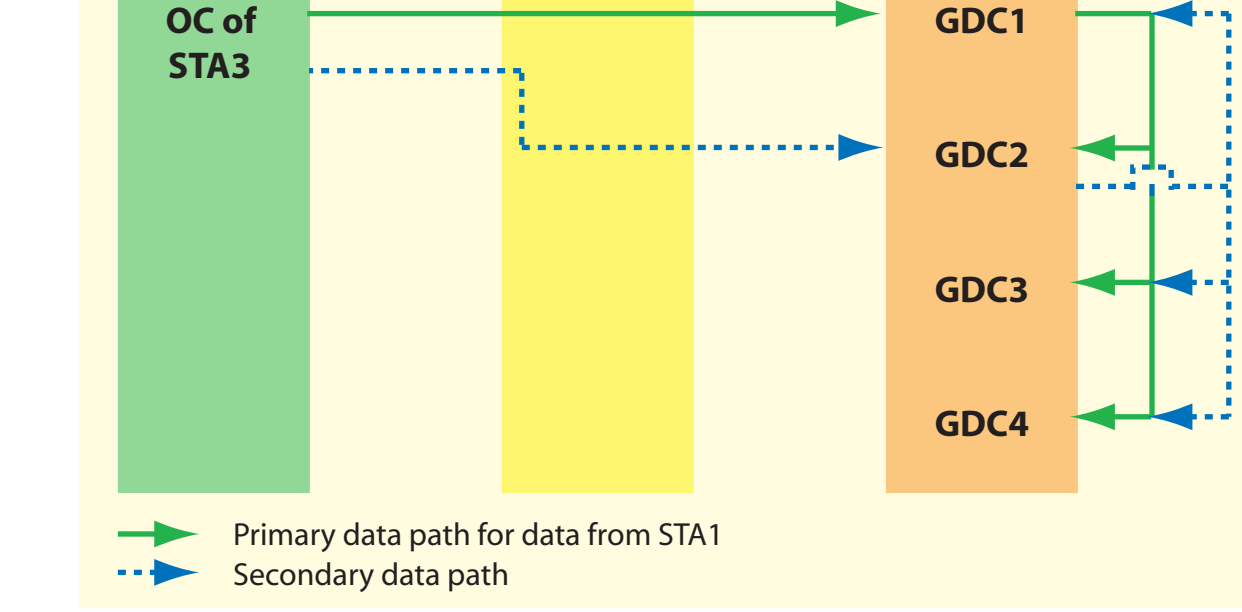 OC of
STA3
GDC1
GDC2
GDC3
GDC4
Primary data path for data from STA1
Secondary data path